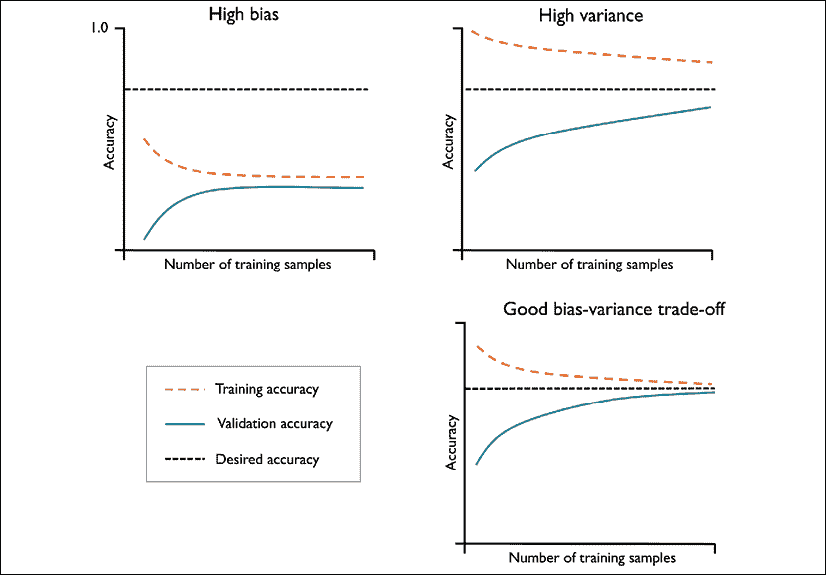 High bias
1.0
Accuracy
Number of training samples
High variance
Accuracy
Number of training samples
Good bias-variance trade-off
Accuracy
Number of training samples
Training accuracy
Validation accuracy
Desired accuracy